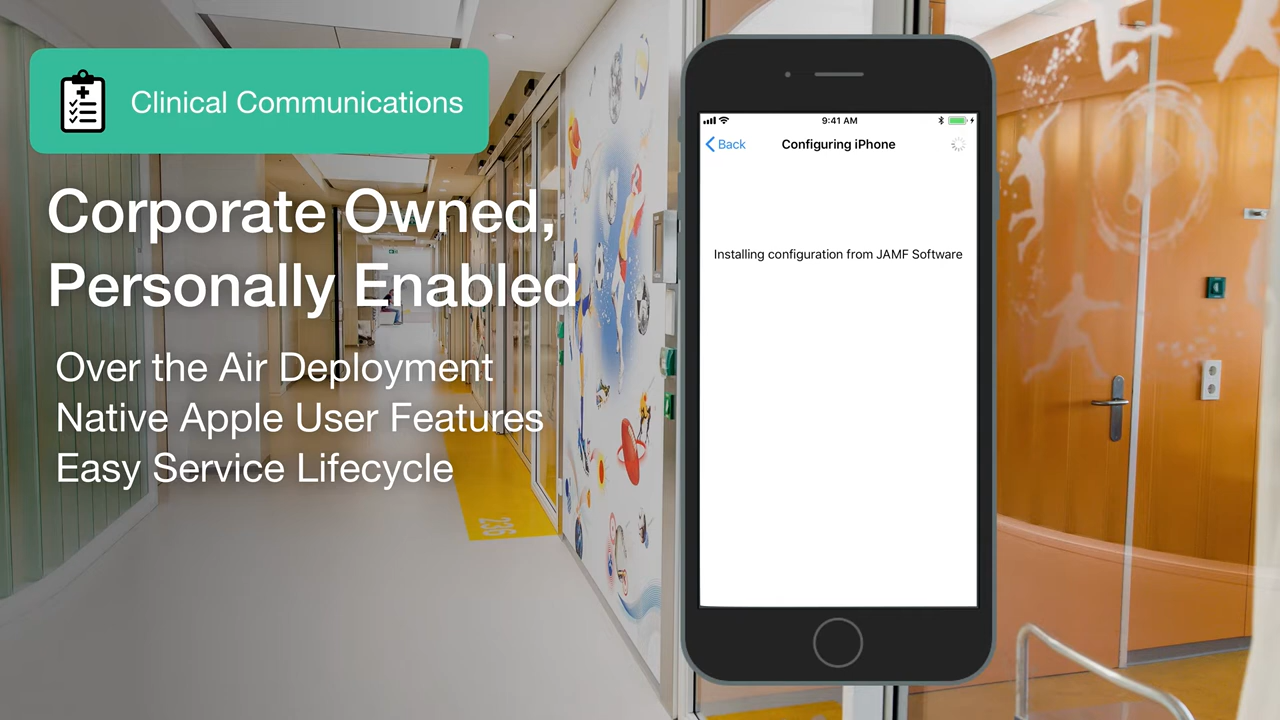 Clinical Communications
Corporate Owned,
Personally Enabled
Over the Air Deployment
Native Apple User Features
Easy Service Lifecycle
9:41 AM
Back
Configuring iPhone
Installing configuration from JAMF Software
236